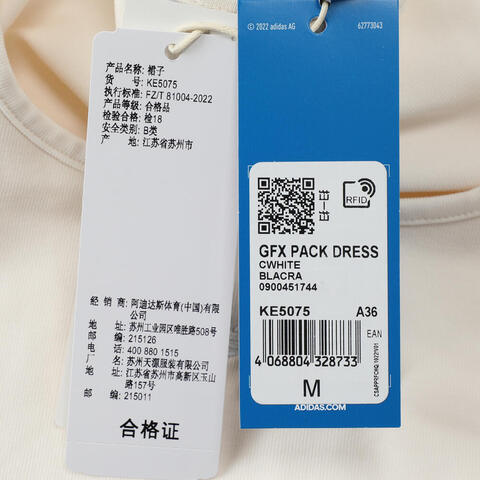 产品名称: 裙子
货　　号: KE5075
执行标准: FZ/T 81004-2022
产品等级: 合格品
检验合格: 检18
安全类别: B类
产　　地: 江苏省苏州市
经 销 商: 阿迪达斯体育(中国)有限
公司
地　　址: 苏州工业园区唯胜路508号
邮　　编: 215126
电　　话: 400 880 1515
厂　　名: 苏州天源服装有限公司
地　　址: 江苏省苏州市高新区玉山
路157号
邮　　编: 215011
合格证
© 2022 adidas AG
62773043
RFID
GFX PACK DRESS
CWHITE
BLACRA
0900451744
KE5075 A36
EAN
4 068804 328733
M
ADIDAS.COM